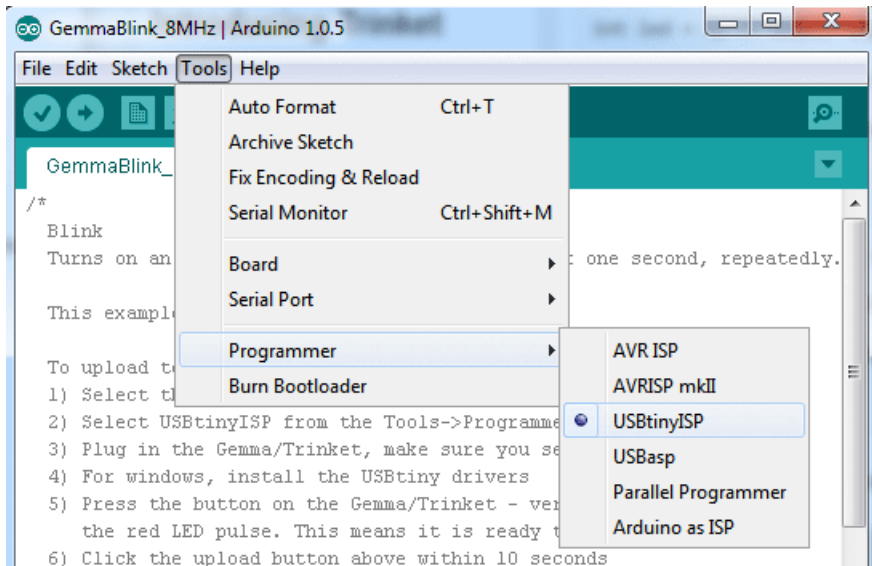 GemmaBlink_8MHz | Arduino 1.0.5
File Edit Sketch Tools Help
Auto Format Ctrl+T
Archive Sketch
GemmaBlink_
Fix Encoding & Reload
/*
Serial Monitor Ctrl+Shift+M
Blink
Turns on an one second, repeatedly.
Board
Serial Port
This example
Programmer
AVR ISP
To upload
Burn Bootloader
AVRISP mkII
1) Select
2) Select USBtinyISP from the Tools->Programme
USBtinyISP
3) Plug in the Gemma/Trinket, make sure you
USBasp
4) For windows, install the USBtiny drivers
Parallel Programmer
5) Press the button on the Gemma/Trinket -
the red LED pulse. This means it is ready
Arduino as ISP
6) Click the upload button above within 10 seconds